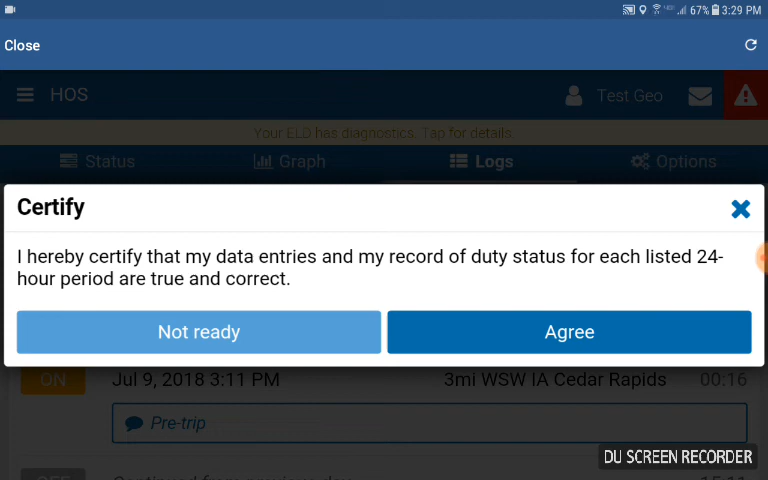 67% 3:29 PM
Close
HOS Test Geo
Your ELD has diagnostics. Tap for details
Status Graph Logs Options
Certify
I hereby certify that my data entries and my record of duty status for each listed 24-
hour period are true and correct.
Not ready Agree
ON Jul 9, 2018 3:11 PM 3mi WSW IA Cedar Rapids 00:16
Pre-trip
DU SCREEN RECORDER